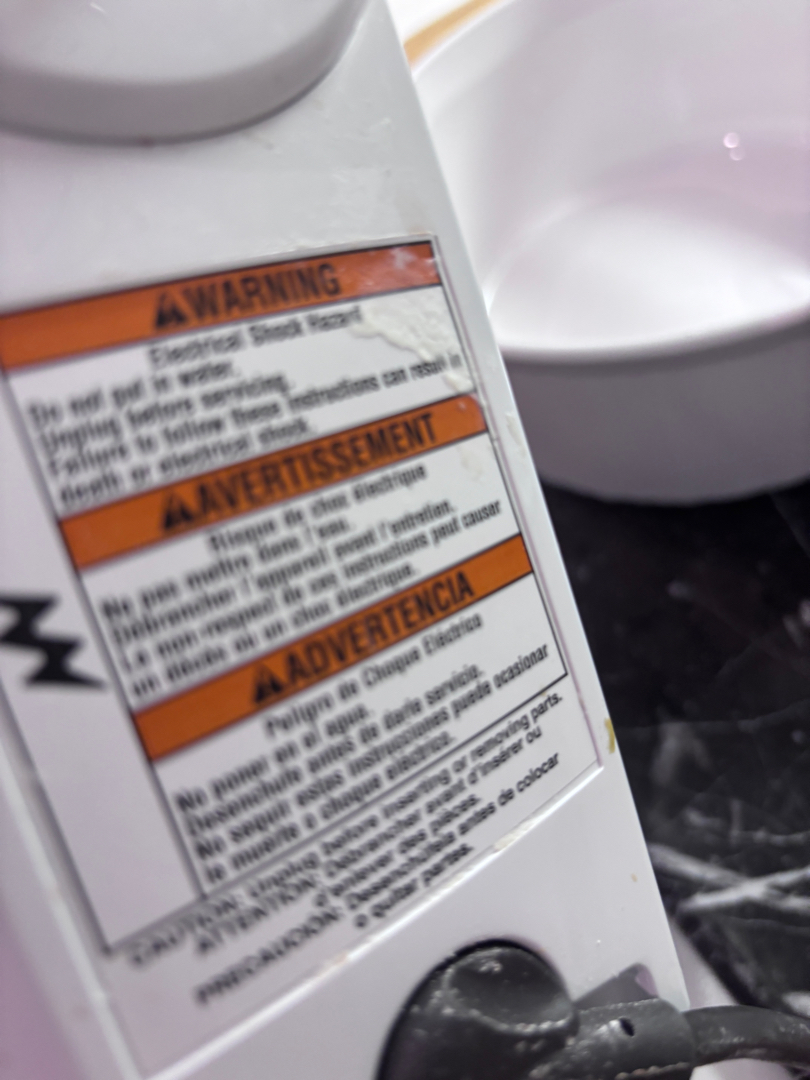 WARNING
Electrical Shock Hazard
Do not put in water.
Unplug before servicing.
Failure to follow these instructions can result in
death or electrical shock.
AVERTISSEMENT
Risque de choc électrique
Ne pas mettre dans l'eau.
Débrancher l'appareil avant l'entretien.
Le non-respect de ces instructions peut causer
un décès ou un choc électrique.
ADVERTENCIA
Peligro de Choque Eléctrico
No poner en el agua.
Desenchufe antes de darle servicio.
No seguir estas instrucciones puede ocasionar
la muerte o choque eléctrico.
CAUTION: Unplug before inserting or removing parts.
ATTENTION: Débrancher avant d'insérer ou
d'enlever des pièces.
PRECAUCIÓN: Desenchúfela antes de colocar
o quitar partes.